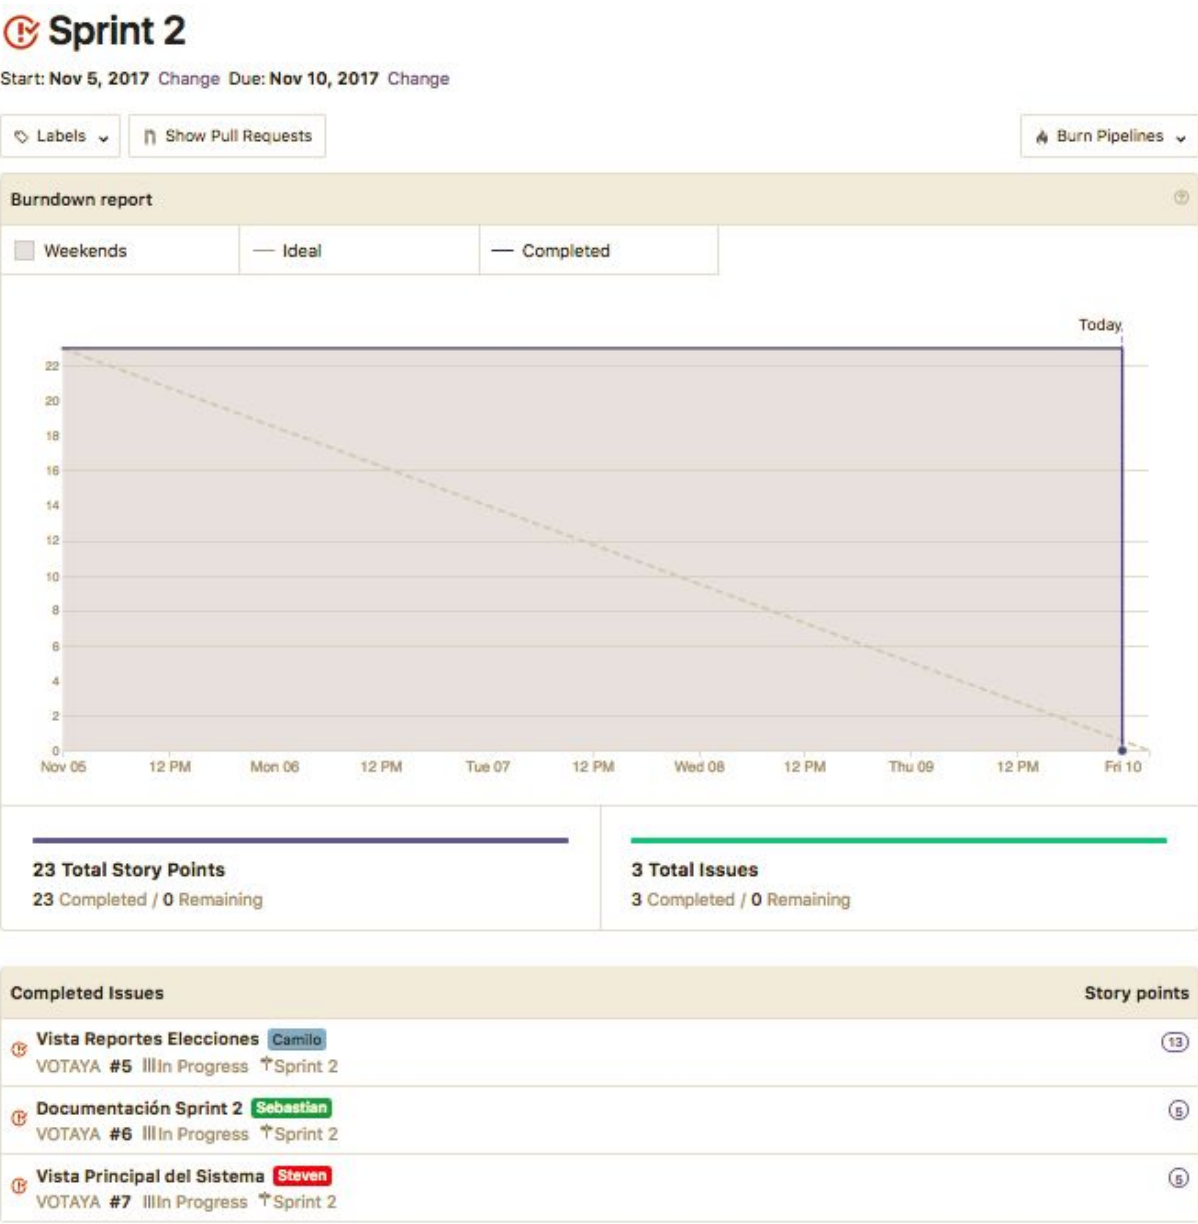 Sprint 2
Start: Nov 5, 2017 Change Due: Nov 10, 2017 Change
Labels Show Pull Requests Burn Pipelines
Burndown report
Weekends Ideal Completed
Today
22
20
18
16
14
12
10
8
6
4
2
0
Nov 05 12 PM Mon 06 12 PM Tue 07 12 PM Wed 08 12 PM Thu 09 12 PM Fri 10
23 Total Story Points 3 Total Issues
23 Completed / 0 Remaining 3 Completed / 0 Remaining
Completed Issues Story points
Vista Reportes Elecciones Camilo 13
VOTAYA #5 In Progress Sprint 2
Documentación Sprint 2 Sebastian 5
VOTAYA #6 In Progress Sprint 2
Vista Principal del Sistema Steven 5
VOTAYA #7 In Progress Sprint 2